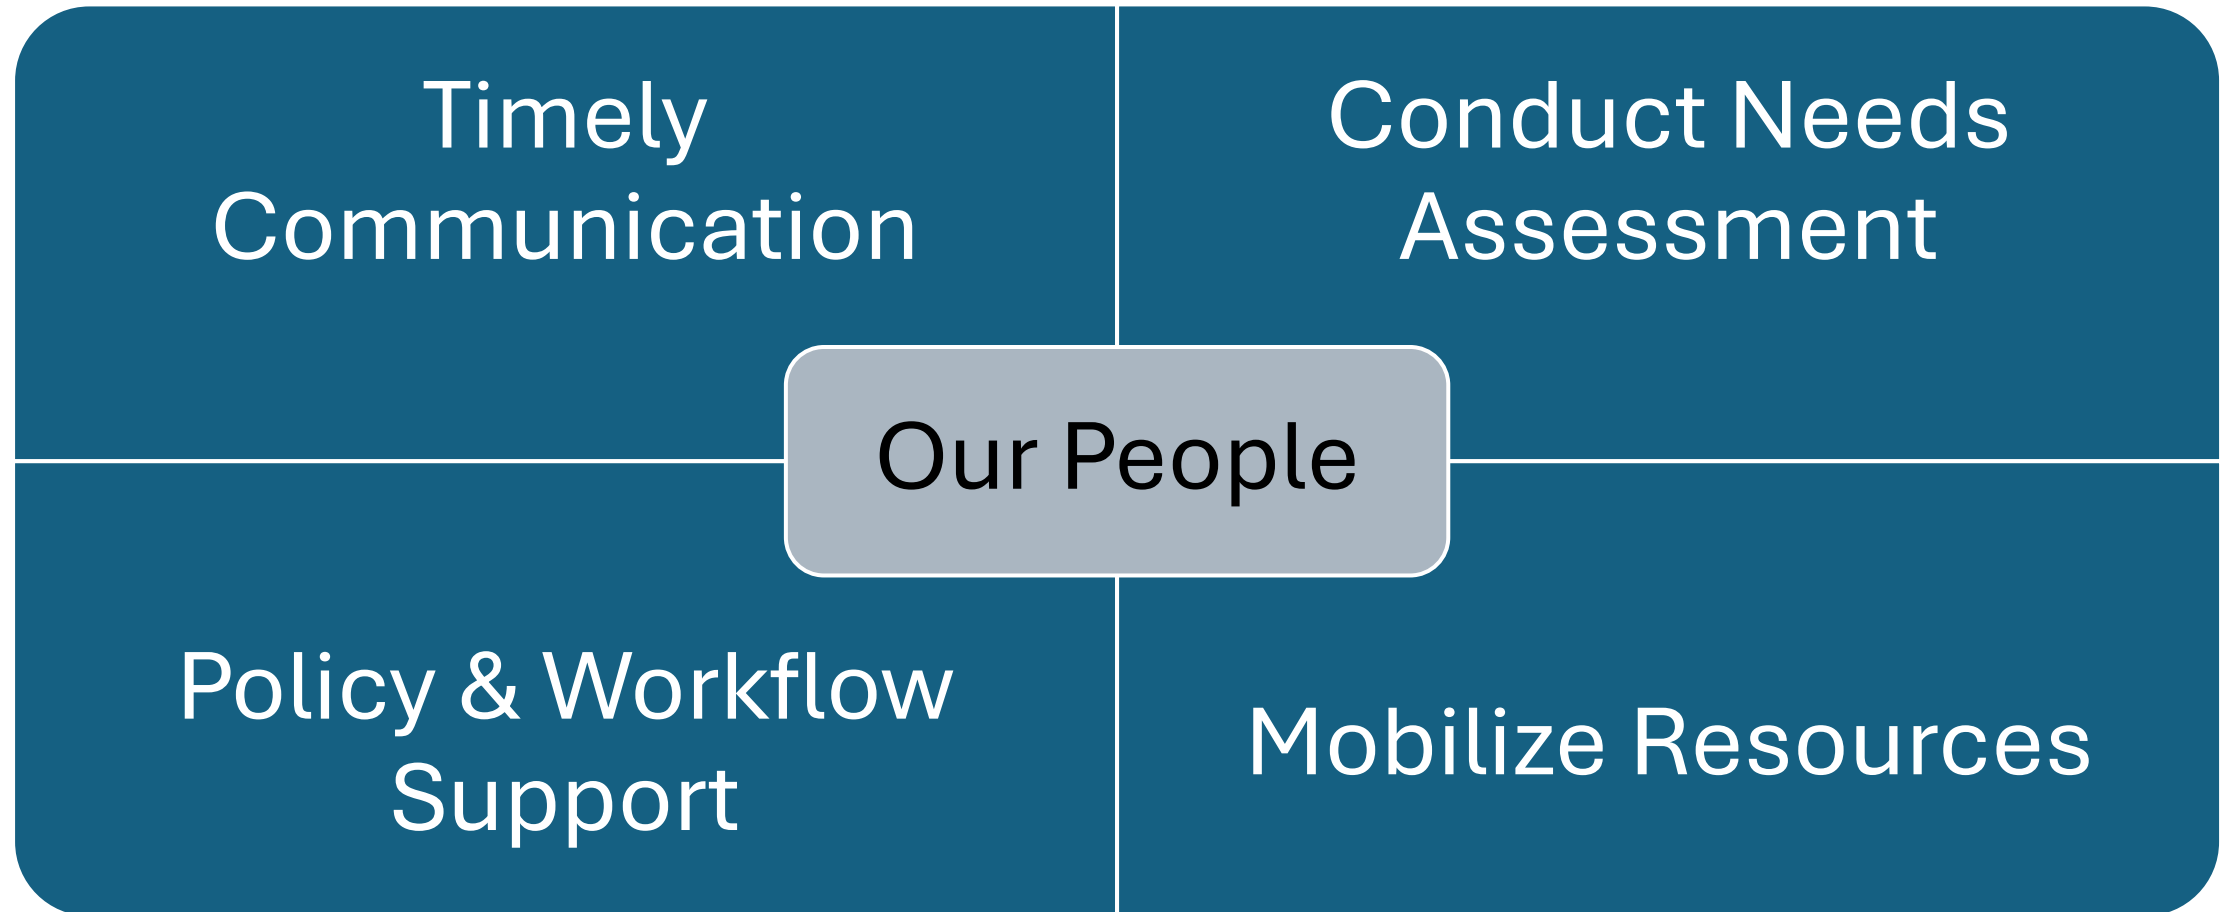 Timely
Communication
Conduct Needs
Assessment
Our People
Policy & Workflow
Support
Mobilize Resources